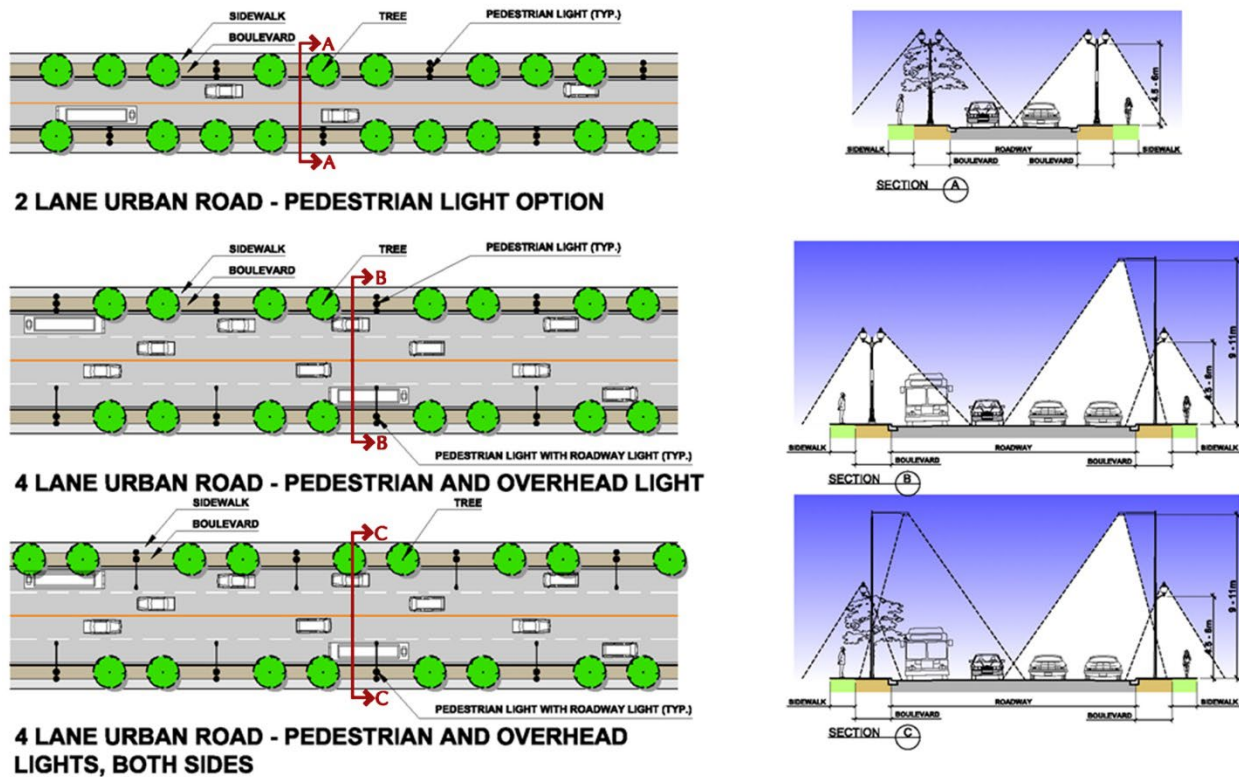 SIDEWALK
BOULEVARD
TREE
PEDESTRIAN LIGHT (TYP.)
A
A
2 LANE URBAN ROAD - PEDESTRIAN LIGHT OPTION
4.5 - 6m
SIDEWALK
ROADWAY
SIDEWALK
BOULEVARD
BOULEVARD
SECTION A
SIDEWALK
BOULEVARD
TREE
PEDESTRIAN LIGHT (TYP.)
B
B
PEDESTRIAN LIGHT WITH ROADWAY LIGHT (TYP.)
4 LANE URBAN ROAD - PEDESTRIAN AND OVERHEAD LIGHT
9 - 11m
SIDEWALK
ROADWAY
SIDEWALK
BOULEVARD
BOULEVARD
SECTION B
SIDEWALK
BOULEVARD
TREE
C
C
PEDESTRIAN LIGHT WITH ROADWAY LIGHT (TYP.)
4 LANE URBAN ROAD - PEDESTRIAN AND OVERHEAD
LIGHTS, BOTH SIDES
9 - 11m
SIDEWALK
ROADWAY
SIDEWALK
BOULEVARD
BOULEVARD
SECTION C